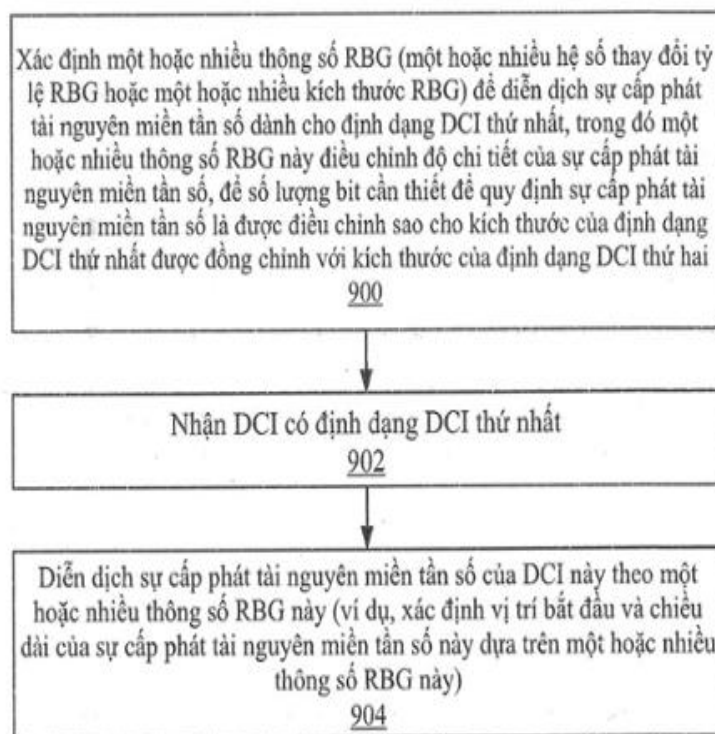 Xác định một hoặc nhiều thông số RBG (một hoặc nhiều hệ số thay đổi tỷ
lệ RBG hoặc một hoặc nhiều kích thước RBG) để diễn dịch sự cấp phát
tài nguyên miền tần số dành cho định dạng DCI thứ nhất, trong đó một
hoặc nhiều thông số RBG này điều chỉnh độ chi tiết của sự cấp phát tài
nguyên miền tần số, để số lượng bit cần thiết để quy định sự cấp phát tài
nguyên miền tần số là được điều chỉnh sao cho kích thước của định dạng
DCI thứ nhất được đồng chỉnh với kích thước của định dạng DCI thứ hai
900
Nhận DCI có định dạng DCI thứ nhất
902
Diễn dịch sự cấp phát tài nguyên miền tần số của DCI này theo một
hoặc nhiều thông số RBG này (ví dụ, xác định vị trí bắt đầu và chiều
dài của sự cấp phát tài nguyên miền tần số này dựa trên một hoặc nhiều
thông số RBG này)
904